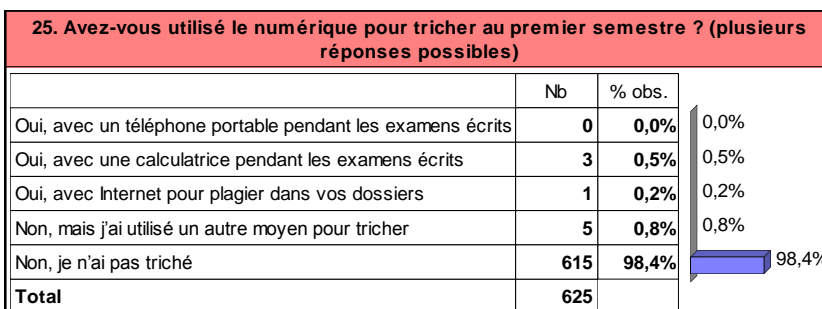 25. Avez-vous utilisé le numérique pour tricher au premier semestre ? (plusieurs
réponses possibles)
Nb % obs.
Oui, avec un téléphone portable pendant les examens écrits 0 0,0% 0,0%
Oui, avec une calculatrice pendant les examens écrits 3 0,5% 0,5%
Oui, avec Internet pour plagier dans vos dossiers 1 0,2% 0,2%
Non, mais j'ai utilisé un autre moyen pour tricher 5 0,8% 0,8%
Non, je n'ai pas triché 615 98,4% 98,4%
Total 625